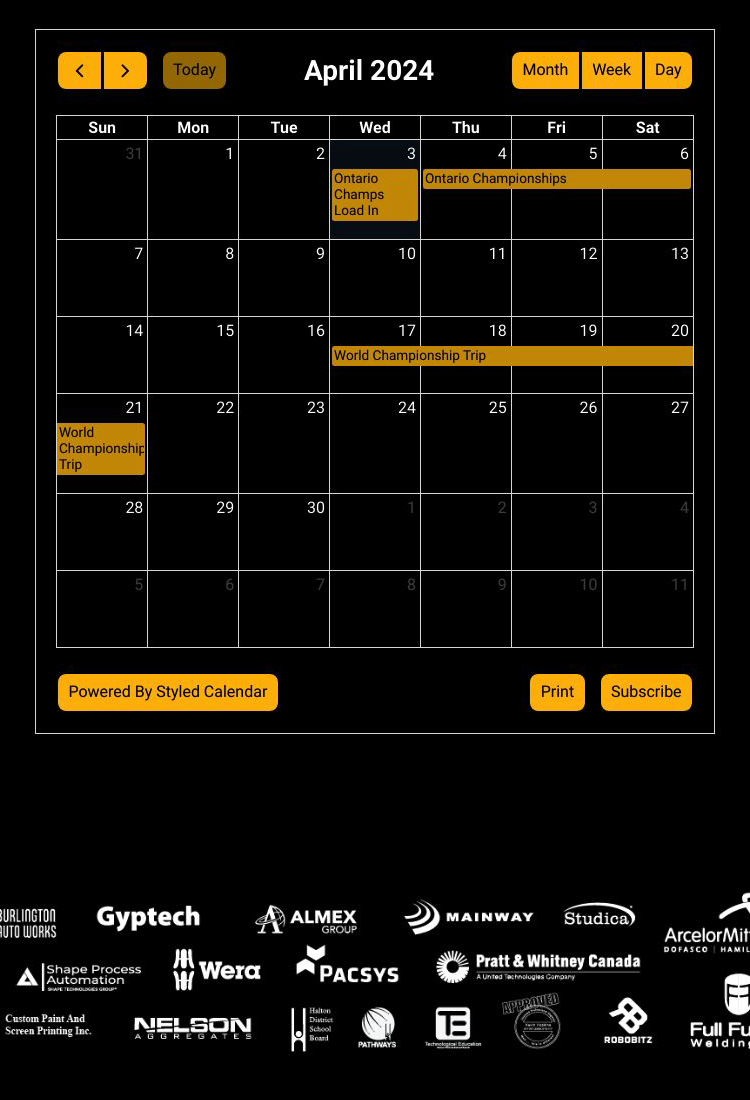 Today
April 2024
Month Week Day
Sun Mon Tue Wed Thu Fri Sat
31 1 2 3 4 5 6
Ontario
Champs
Load In
Ontario Championships
7 8 9 10 11 12 13
14 15 16 17 18 19 20
World Championship Trip
21 22 23 24 25 26 27
World
Championship
Trip
28 29 30 1 2 3 4
5 6 7 8 9 10 11
Powered By Styled Calendar
Print
Subscribe
BURLINGTON
AUTO WORKS
Gyptech
ALMEX
GROUP
MAINWAY
Studica
ArcelorMit
DOFASCO | HAMIL
Shape Process
Automation
SHAPE TECHNOLOGIES GROUP
Wera
PACSYS
Pratt & Whitney Canada
A United Technologies Company
Custom Paint And
Screen Printing Inc.
NELSON
AGGREGATES
Halton
District
School
Board
PATHWAYS
Technological Education
APPROVED
ROBOBITZ
Full Fu
Welding